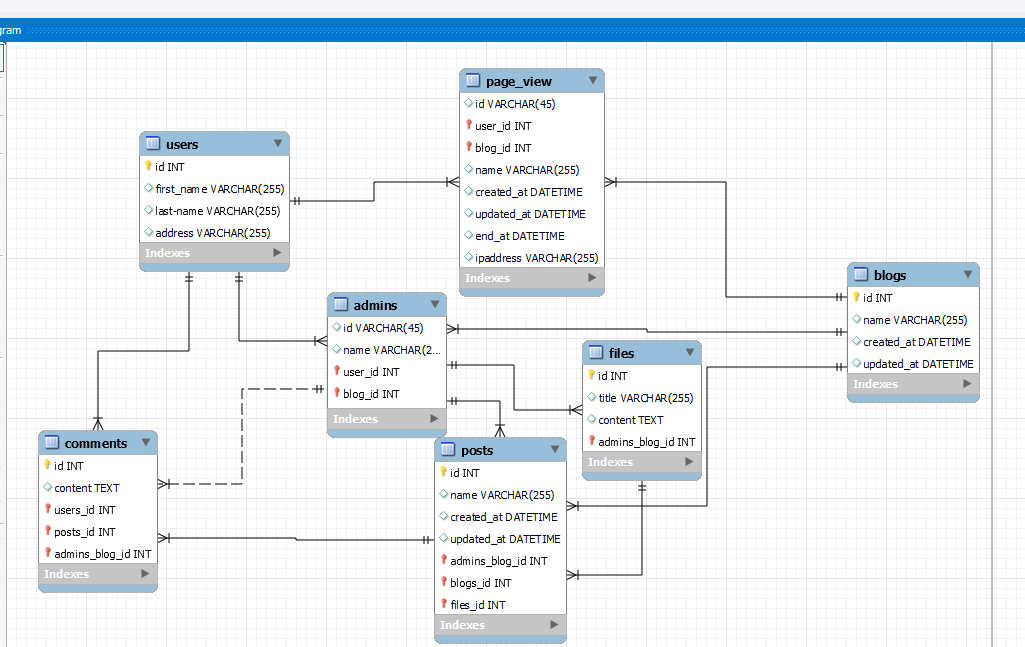 gram
page_view
id VARCHAR(45)
user_id INT
blog_id INT
name VARCHAR(255)
created_at DATETIME
updated_at DATETIME
end_at DATETIME
ipaddress VARCHAR(255)
Indexes
users
id INT
first_name VARCHAR(255)
last-name VARCHAR(255)
address VARCHAR(255)
Indexes
blogs
id INT
name VARCHAR(255)
created_at DATETIME
updated_at DATETIME
Indexes
admins
id VARCHAR(45)
name VARCHAR(2...
user_id INT
blog_id INT
Indexes
files
id INT
title VARCHAR(255)
content TEXT
admins_blog_id INT
Indexes
comments
id INT
content TEXT
users_id INT
posts_id INT
admins_blog_id INT
Indexes
posts
id INT
name VARCHAR(255)
created_at DATETIME
updated_at DATETIME
admins_blog_id INT
blogs_id INT
files_id INT
Indexes